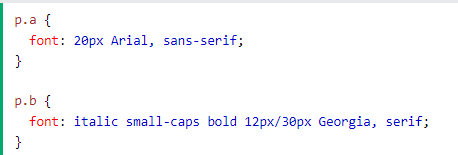 p.a {
  font: 20px Arial, sans-serif;
}
p.b {
  font: italic small-caps bold 12px/30px Georgia, serif;
}